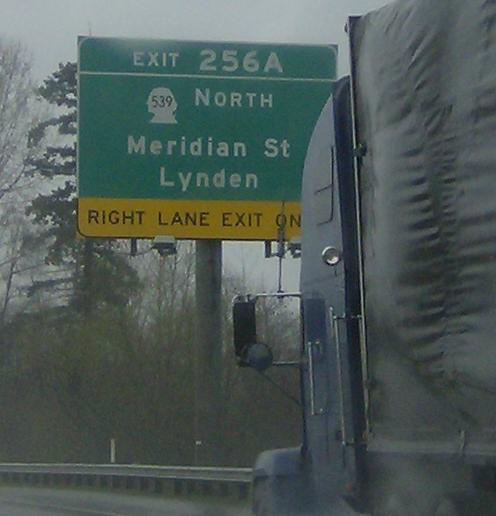 EXIT 256A
539 NORTH
Meridian St
Lynden
RIGHT LANE EXIT ON